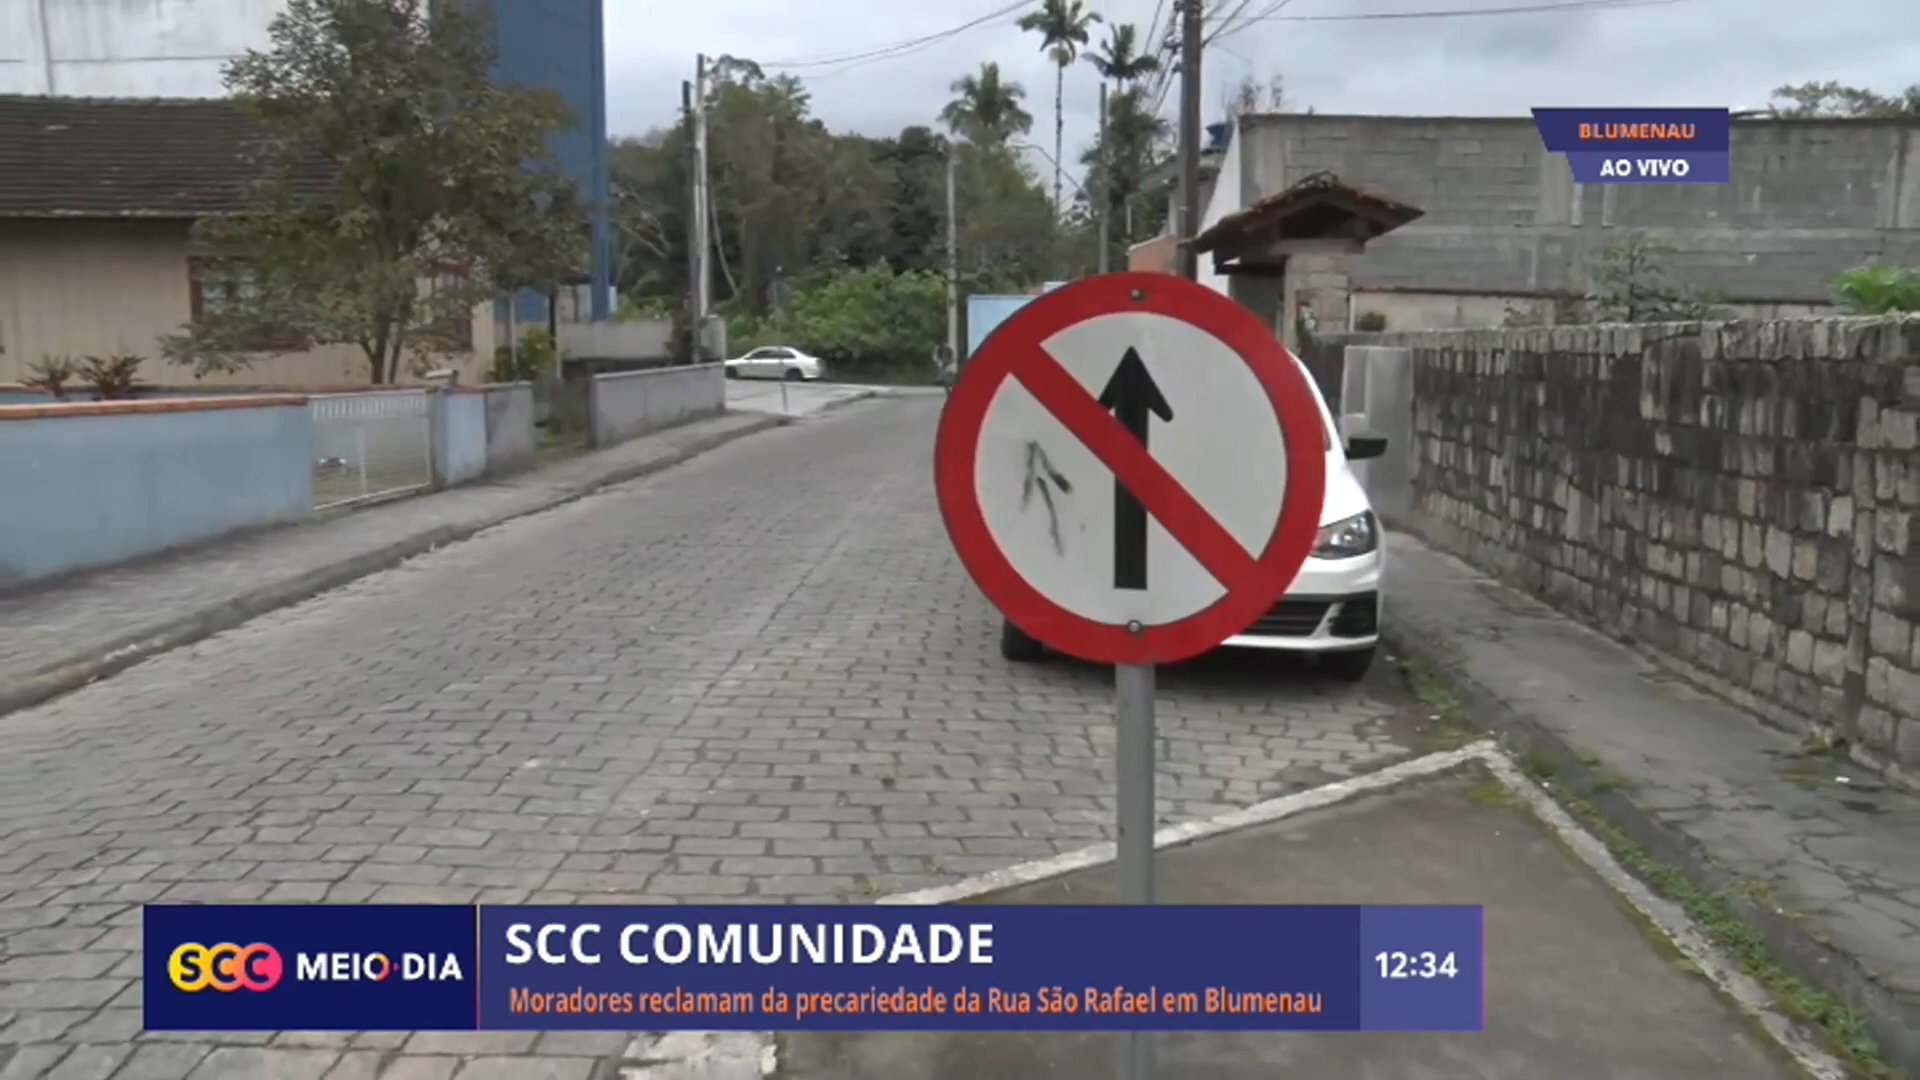 BLUMENAU
AO VIVO
SCC MEIO-DIA
SCC COMUNIDADE
12:34
Moradores reclamam da precariedade da Rua São Rafael em Blumenau